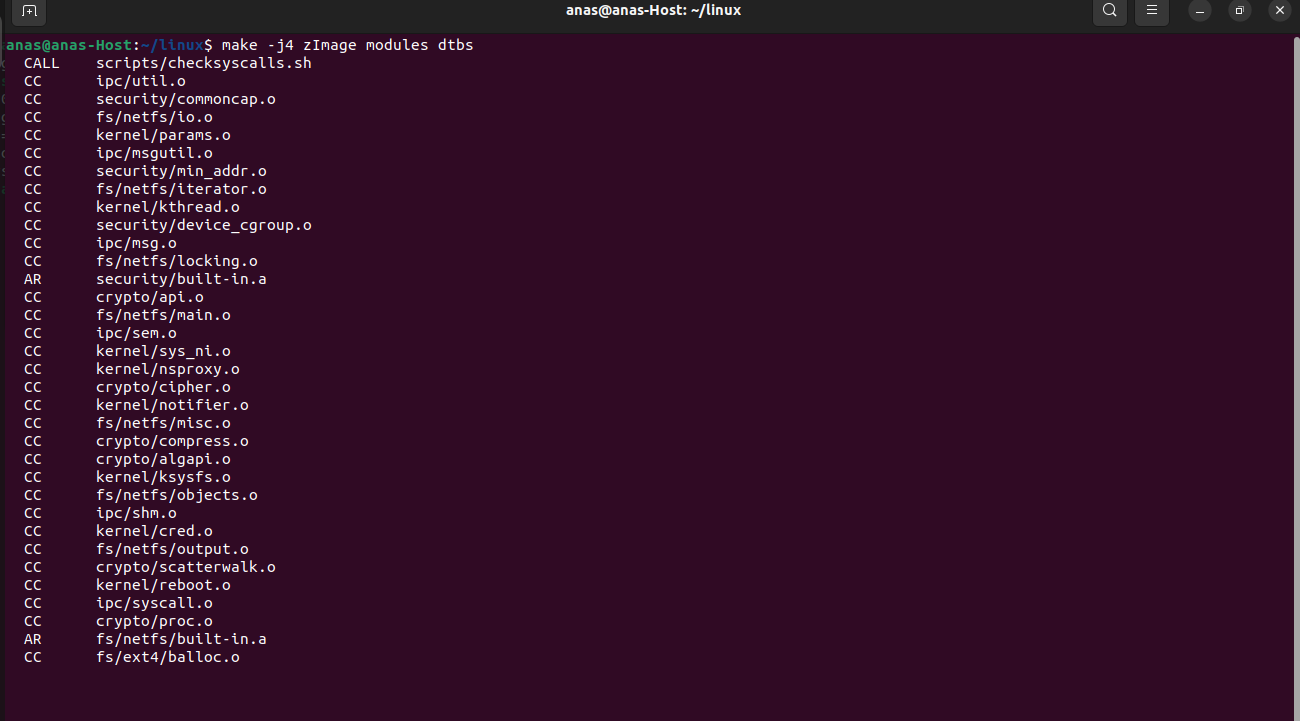 anas@anas-Host: ~/linux
anas@anas-Host:~/linux$ make -j4 zImage modules dtbs
CALL scripts/checksyscalls.sh
CC ipc/util.o
CC security/commoncap.o
CC fs/netfs/io.o
CC kernel/params.o
CC ipc/msgutil.o
CC security/min_addr.o
CC fs/netfs/iterator.o
CC kernel/kthread.o
CC security/device_cgroup.o
CC ipc/msg.o
CC fs/netfs/locking.o
AR security/built-in.a
CC crypto/api.o
CC fs/netfs/main.o
CC ipc/sem.o
CC kernel/sys_ni.o
CC kernel/nsproxy.o
CC crypto/cipher.o
CC kernel/notifier.o
CC fs/netfs/misc.o
CC crypto/compress.o
CC crypto/algapi.o
CC kernel/ksysfs.o
CC fs/netfs/objects.o
CC ipc/shm.o
CC kernel/cred.o
CC fs/netfs/output.o
CC crypto/scatterwalk.o
CC kernel/reboot.o
CC ipc/syscall.o
CC crypto/proc.o
AR fs/netfs/built-in.a
CC fs/ext4/balloc.o